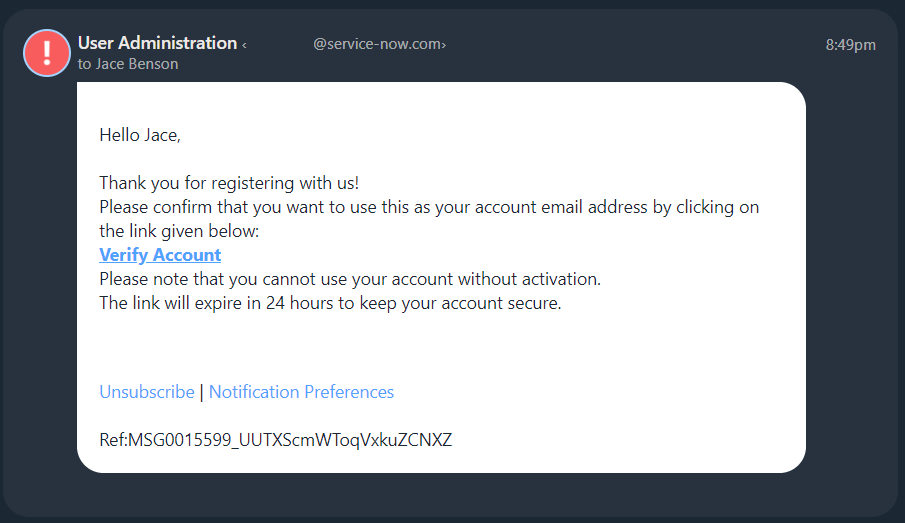 User Administration ‹ @service-now.com›
8:49pm
to Jace Benson
Hello Jace,
Thank you for registering with us!
Please confirm that you want to use this as your account email address by clicking on
the link given below:
Verify Account
Please note that you cannot use your account without activation.
The link will expire in 24 hours to keep your account secure.
Unsubscribe | Notification Preferences
Ref:MSG0015599_UUTXScmWToqVxkuZCNXZ